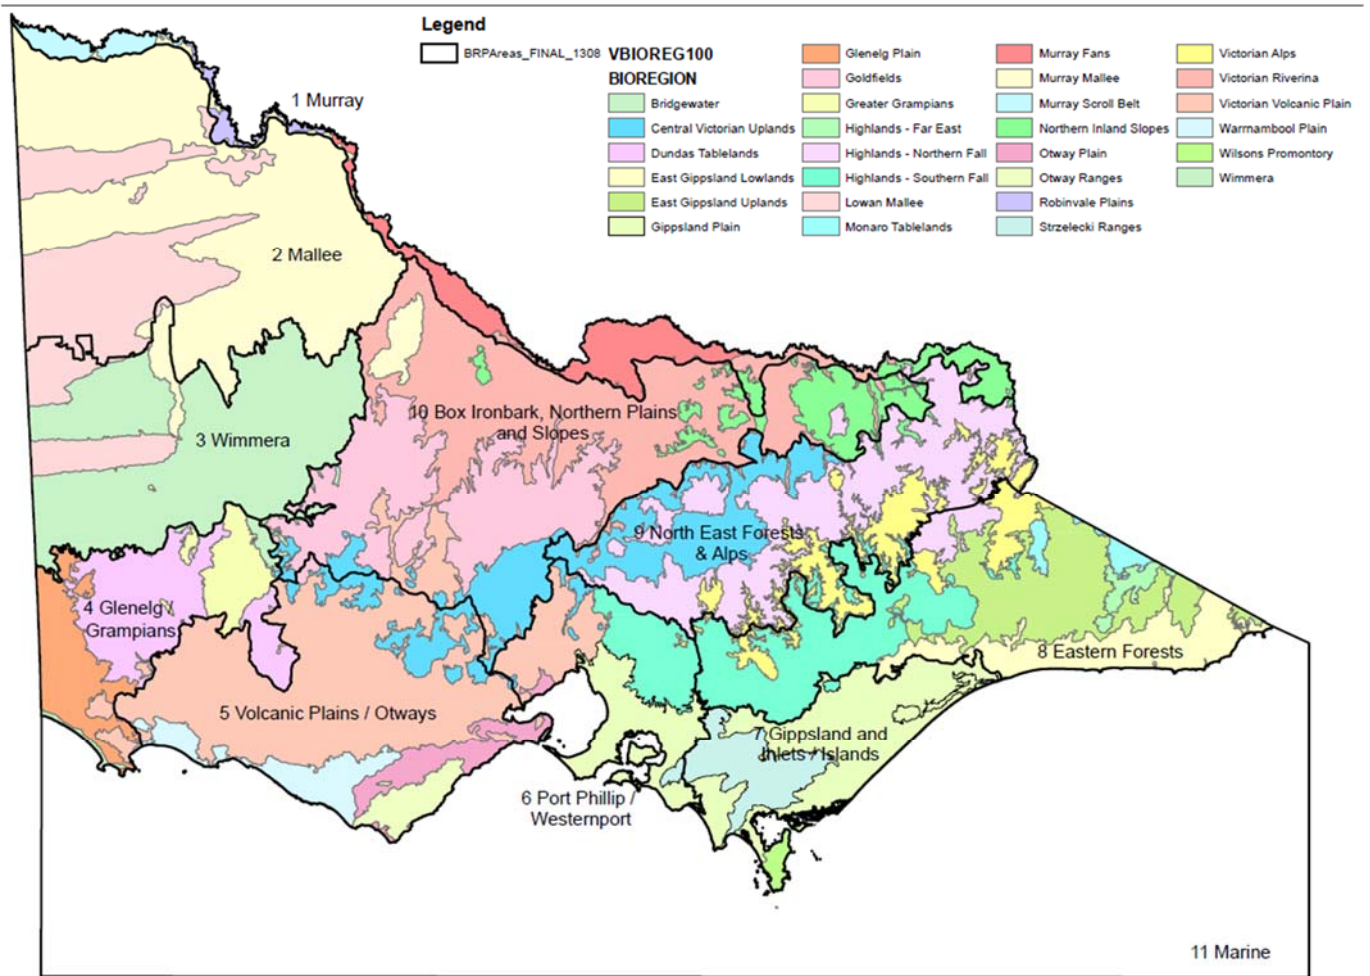 Legend
BRPAreas_FINAL_1308
VBIOREG100
BIOREGION
Bridgewater
Central Victorian Uplands
Dundas Tablelands
East Gippsland Lowlands
East Gippsland Uplands
Gippsland Plain
Glenelg Plain
Goldfields
Greater Grampians
Highlands - Far East
Highlands - Northern Fall
Highlands - Southern Fall
Lowan Mallee
Monaro Tablelands
Murray Fans
Murray Mallee
Murray Scroll Belt
Northern Inland Slopes
Otway Plain
Otway Ranges
Robinvale Plains
Strzelecki Ranges
Victorian Alps
Victorian Riverina
Victorian Volcanic Plain
Warrnambool Plain
Wilsons Promontory
Wimmera
1 Murray
2 Mallee
3 Wimmera
10 Box Ironbark, Northern Plains
and Slopes
9 North East Forests
& Alps
4 Glenelg /
Grampians
8 Eastern Forests
5 Volcanic Plains / Otways
7 Gippsland and
Inlets / Islands
6 Port Phillip /
Westernport
11 Marine